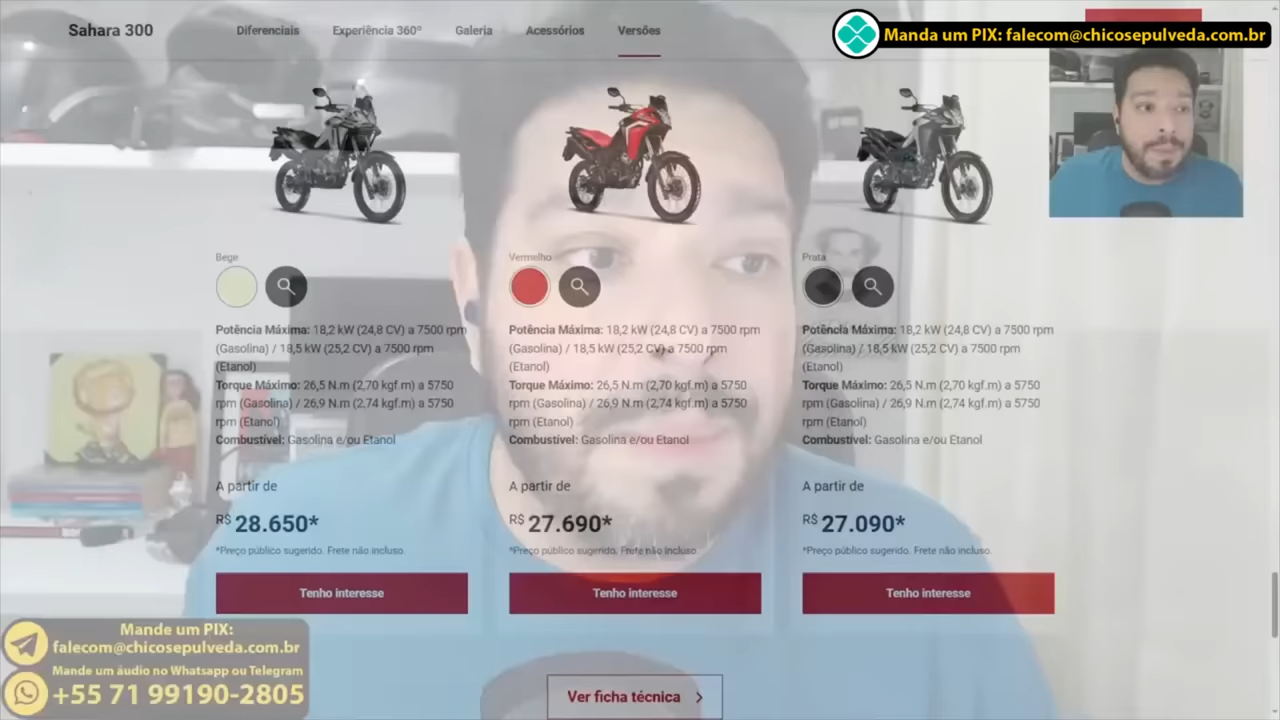 Sahara 300
Diferenciais
Experiência 360º
Galeria
Acessórios
Versões
Manda um PIX: falecom@chicosepulveda.com.br
Bege
Potência Máxima: 18,2 kW (24,8 CV) a 7500 rpm
(Gasolina) / 18,5 kW (25,2 CV) a 7500 rpm
(Etanol)
Torque Máximo: 26,5 N.m (2,70 kgf.m) a 5750
rpm (Gasolina) / 26,9 N.m (2,74 kgf.m) a 5750
rpm (Etanol)
Combustível: Gasolina e/ou Etanol
A partir de
R$ 28.650*
*Preço público sugerido. Frete não incluso.
Tenho interesse
Vermelho
Potência Máxima: 18,2 kW (24,8 CV) a 7500 rpm
(Gasolina) / 18,5 kW (25,2 CV) a 7500 rpm
(Etanol)
Torque Máximo: 26,5 N.m (2,70 kgf.m) a 5750
rpm (Gasolina) / 26,9 N.m (2,74 kgf.m) a 5750
rpm (Etanol)
Combustível: Gasolina e/ou Etanol
A partir de
R$ 27.690*
*Preço público sugerido. Frete não incluso.
Tenho interesse
Prata
Potência Máxima: 18,2 kW (24,8 CV) a 7500 rpm
(Gasolina) / 18,5 kW (25,2 CV) a 7500 rpm
(Etanol)
Torque Máximo: 26,5 N.m (2,70 kgf.m) a 5750
rpm (Gasolina) / 26,9 N.m (2,74 kgf.m) a 5750
rpm (Etanol)
Combustível: Gasolina e/ou Etanol
A partir de
R$ 27.090*
*Preço público sugerido. Frete não incluso.
Tenho interesse
Ver ficha técnica
Mande um PIX:
falecom@chicosepulveda.com.br
Mande um áudio no Whatsapp ou Telegram
+55 71 99190-2805